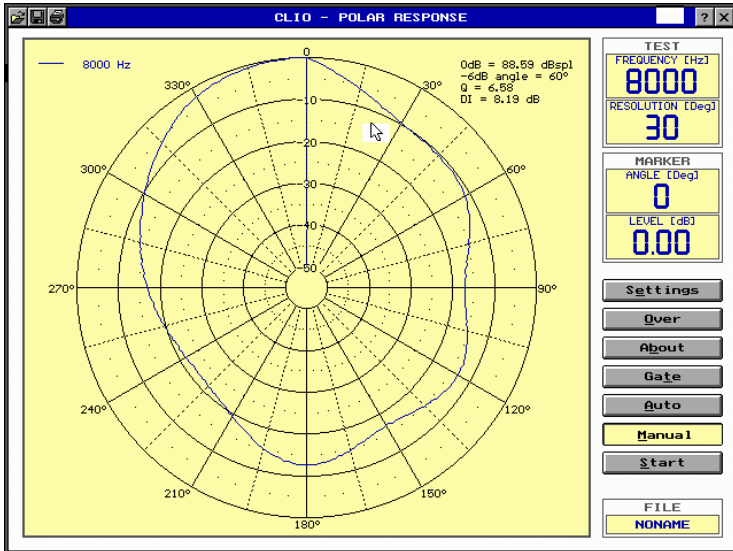 CLIO - POLAR RESPONSE
? X
8000 Hz
0dB = 88.59 dBspl
-6dB angle = 60°
Q = 6.58
DI = 8.19 dB
0
330°
30°
-10
-20
300°
60°
-30
-40
-50
270°
90°
240°
120°
210°
150°
180°
TEST
FREQUENCY [Hz]
8000
RESOLUTION [Deg]
30
MARKER
ANGLE [Deg]
0
LEVEL [dB]
0.00
Settings
Over
About
Gate
Auto
Manual
Start
FILE
NONAME